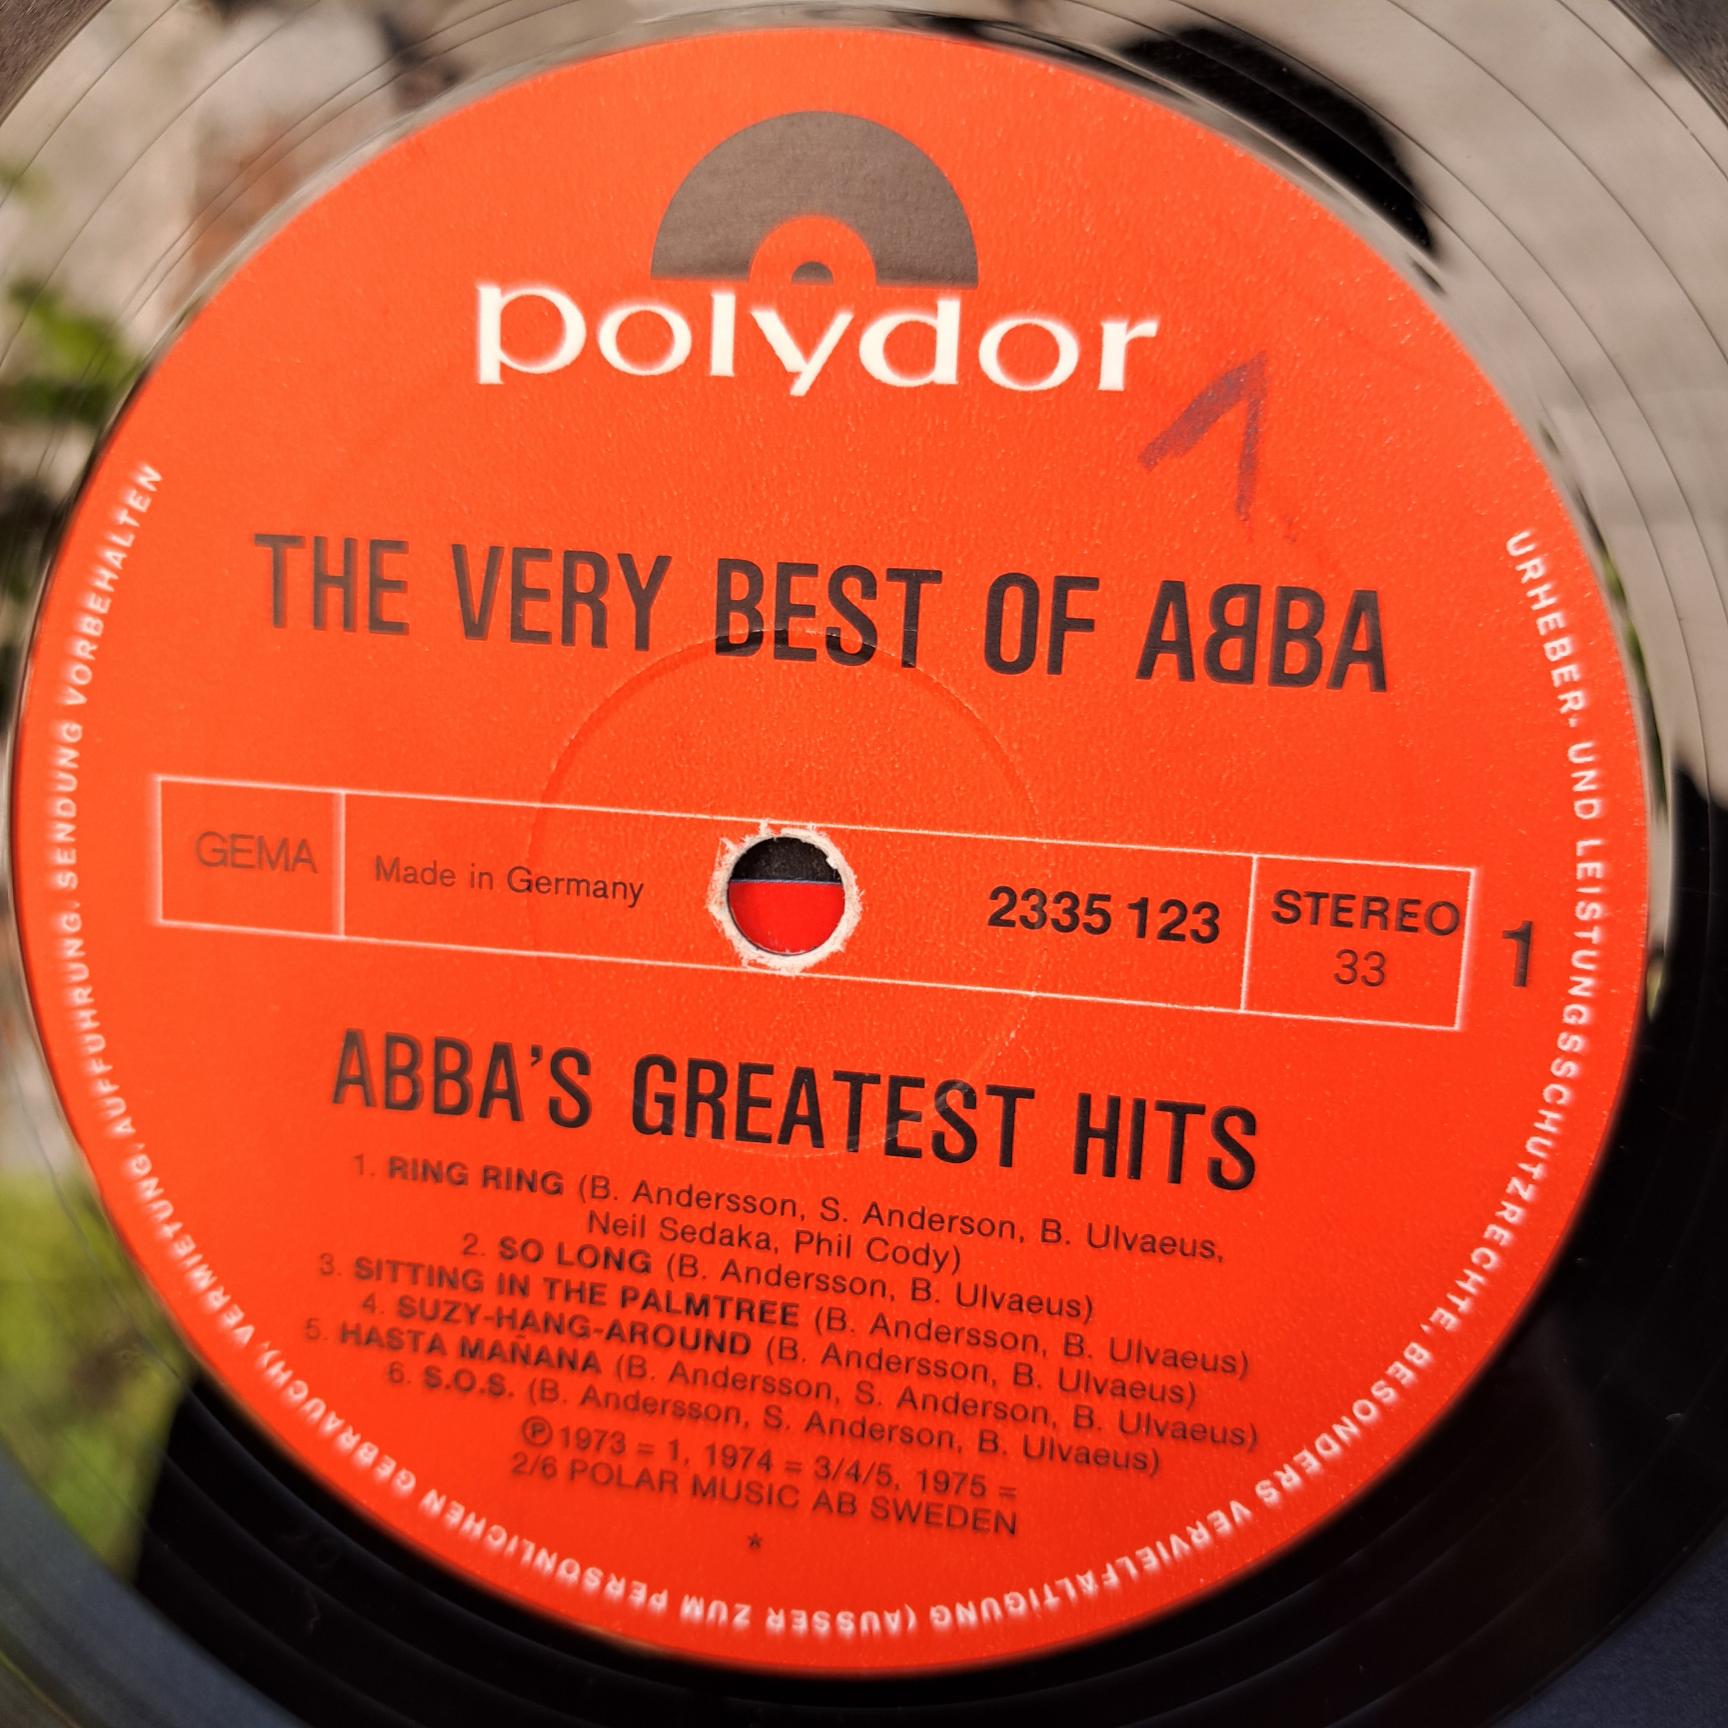 polydor
1
THE VERY BEST OF ABBA
GEMA
Made in Germany
2335 123
STEREO
33
1
ABBA'S GREATEST HITS
1. RING RING (B. Andersson, S. Anderson, B. Ulvaeus,
Neil Sedaka, Phil Cody)
2. SO LONG (B. Andersson, B. Ulvaeus)
3. SITTING IN THE PALMTREE (B. Andersson, B. Ulvaeus)
4. SUZY-HANG-AROUND (B. Andersson, B. Ulvaeus)
5. HASTA MAÑANA (B. Andersson, S. Anderson, B. Ulvaeus)
6. S.O.S. (B. Andersson, S. Anderson, B. Ulvaeus)
Ⓟ 1973 = 1, 1974 = 3/4/5, 1975 =
2/6 POLAR MUSIC AB SWEDEN
*
URHEBER- UND LEISTUNGSSCHUTZRECHTE, BESONDERS VERVIELFÄLTIGUNG (AUSSER ZUM PERSÖNLICHEN GEBRAUCH), VERMIETUNG, AUFFÜHRUNG, SENDUNG VORBEHALTEN